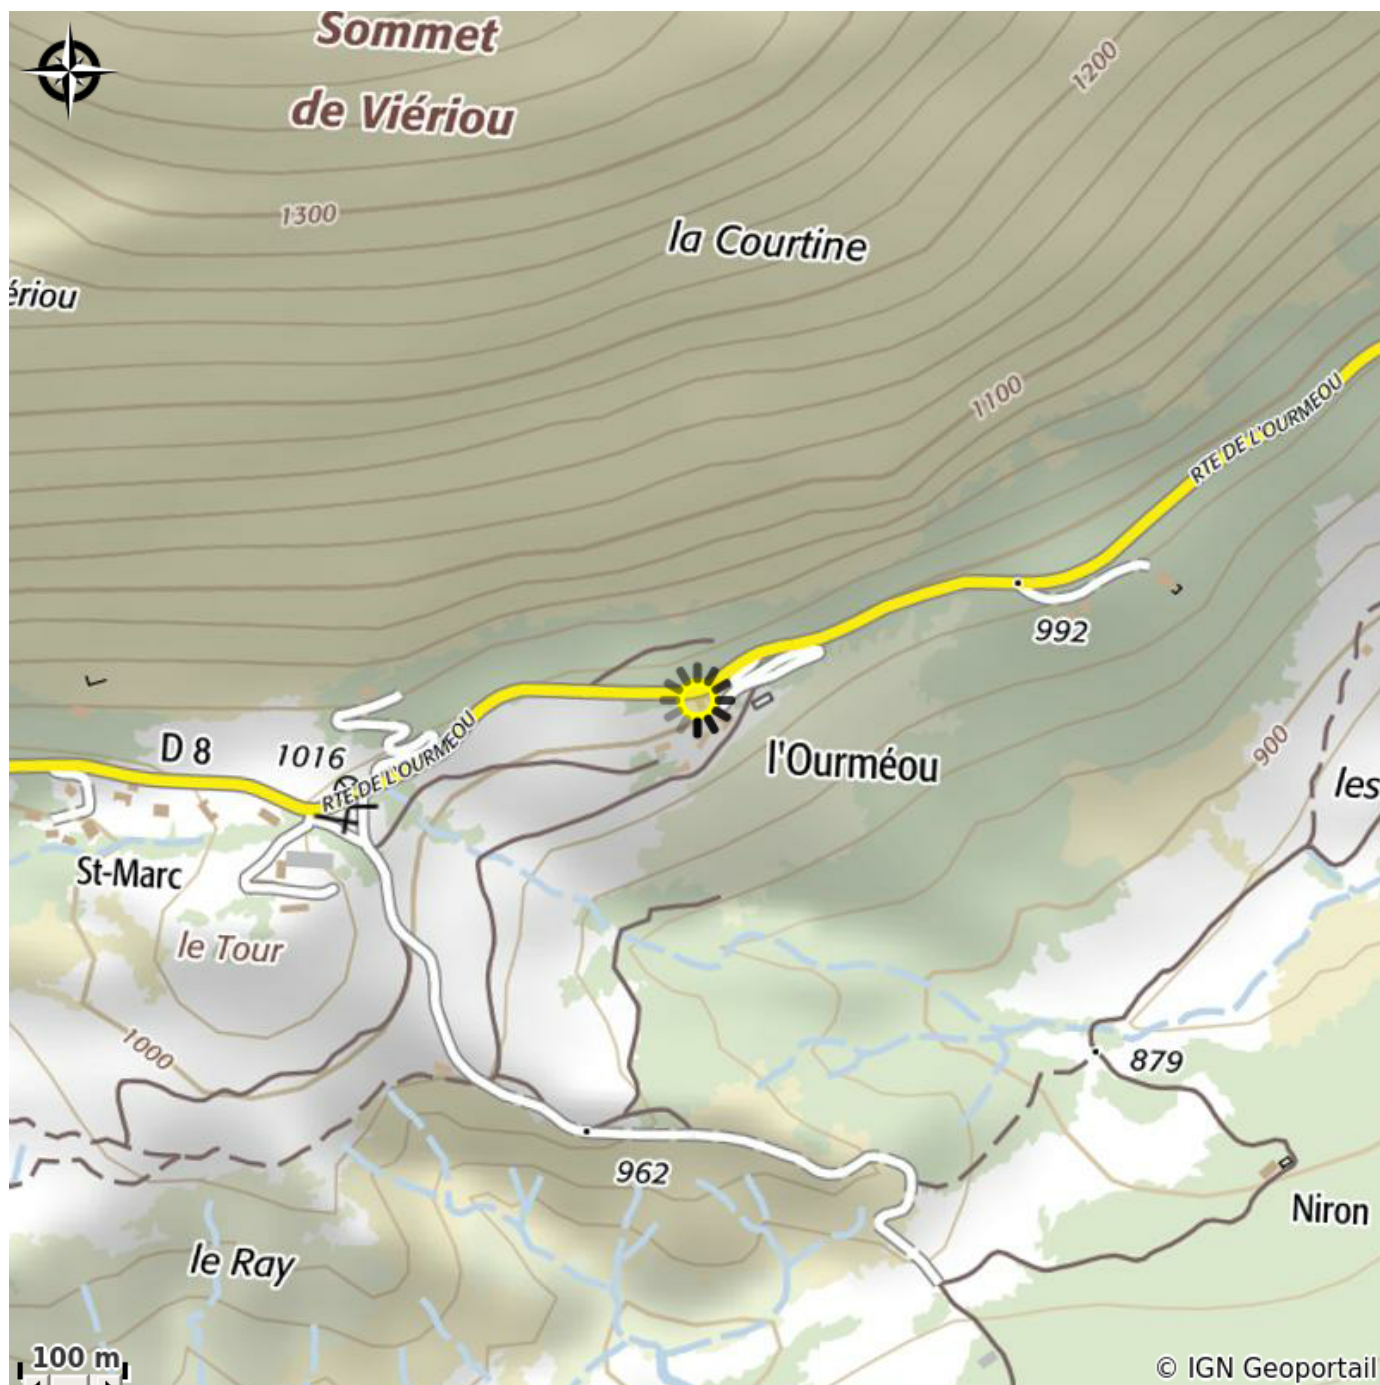 Sommet
de Viériou
1200
1300
la Courtine
ériou
1100
RTE DE L'OURMEOU
992
D 8
1016
RTE DE L'OURMEOU
l'Ourméou
900
les
St-Marc
le Tour
1000
879
962
Niron
le Ray
100 m
© IGN Geoportail